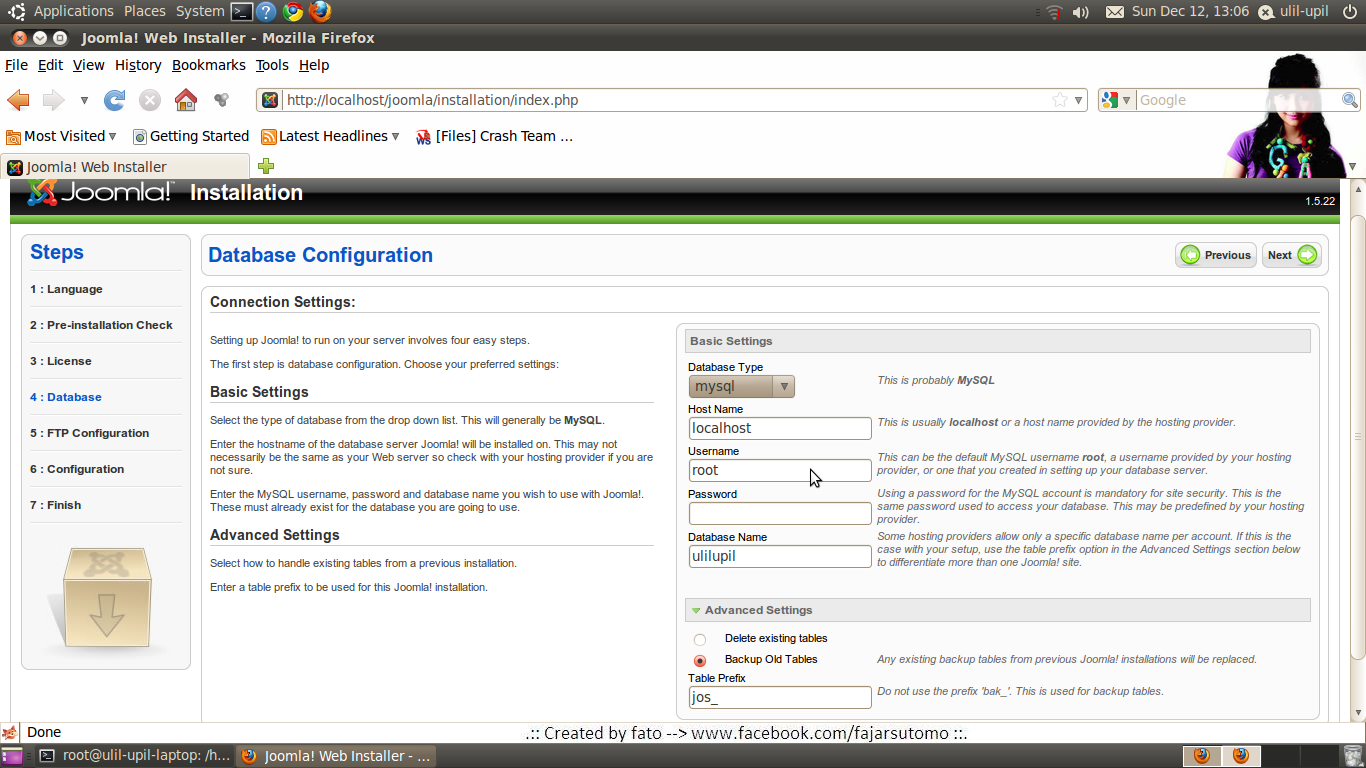 Applications Places System Sun Dec 12, 13:06 ulil-upil
Joomla! Web Installer - Mozilla Firefox
File Edit View History Bookmarks Tools Help
http://localhost/joomla/installation/index.php Google
Most Visited Getting Started Latest Headlines [Files] Crash Team ...
Joomla! Web Installer
Joomla! Installation
1.5.22
Steps
1 : Language
2 : Pre-installation Check
3 : License
4 : Database
5 : FTP Configuration
6 : Configuration
7 : Finish
Database Configuration Previous Next
Connection Settings:
Setting up Joomla! to run on your server involves four easy steps.
The first step is database configuration. Choose your preferred settings:
Basic Settings
Select the type of database from the drop down list. This will generally be MySQL.
Enter the hostname of the database server Joomla! will be installed on. This may not
necessarily be the same as your Web server so check with your hosting provider if you are
not sure.
Enter the MySQL username, password and database name you wish to use with Joomla!.
These must already exist for the database you are going to use.
Advanced Settings
Select how to handle existing tables from a previous installation.
Enter a table prefix to be used for this Joomla! installation.
Basic Settings
Database Type
mysql
This is probably MySQL
Host Name
localhost
This is usually localhost or a host name provided by the hosting provider.
Username
root
This can be the default MySQL username root, a username provided by your hosting
provider, or one that you created in setting up your database server.
Password
Using a password for the MySQL account is mandatory for site security. This is the
same password used to access your database. This may be predefined by your hosting
provider.
Database Name
ulilupil
Some hosting providers allow only a specific database name per account. If this is the
case with your setup, use the table prefix option in the Advanced Settings section below
to differentiate more than one Joomla! site.
Advanced Settings
Delete existing tables
Backup Old Tables
Any existing backup tables from previous Joomla! installations will be replaced.
Table Prefix
jos_
Do not use the prefix 'bak_'. This is used for backup tables.
Done
.:: Created by fato --> www.facebook.com/fajarsutomo ::.
root@ulil-upil-laptop: /h... Joomla! Web Installer - ...